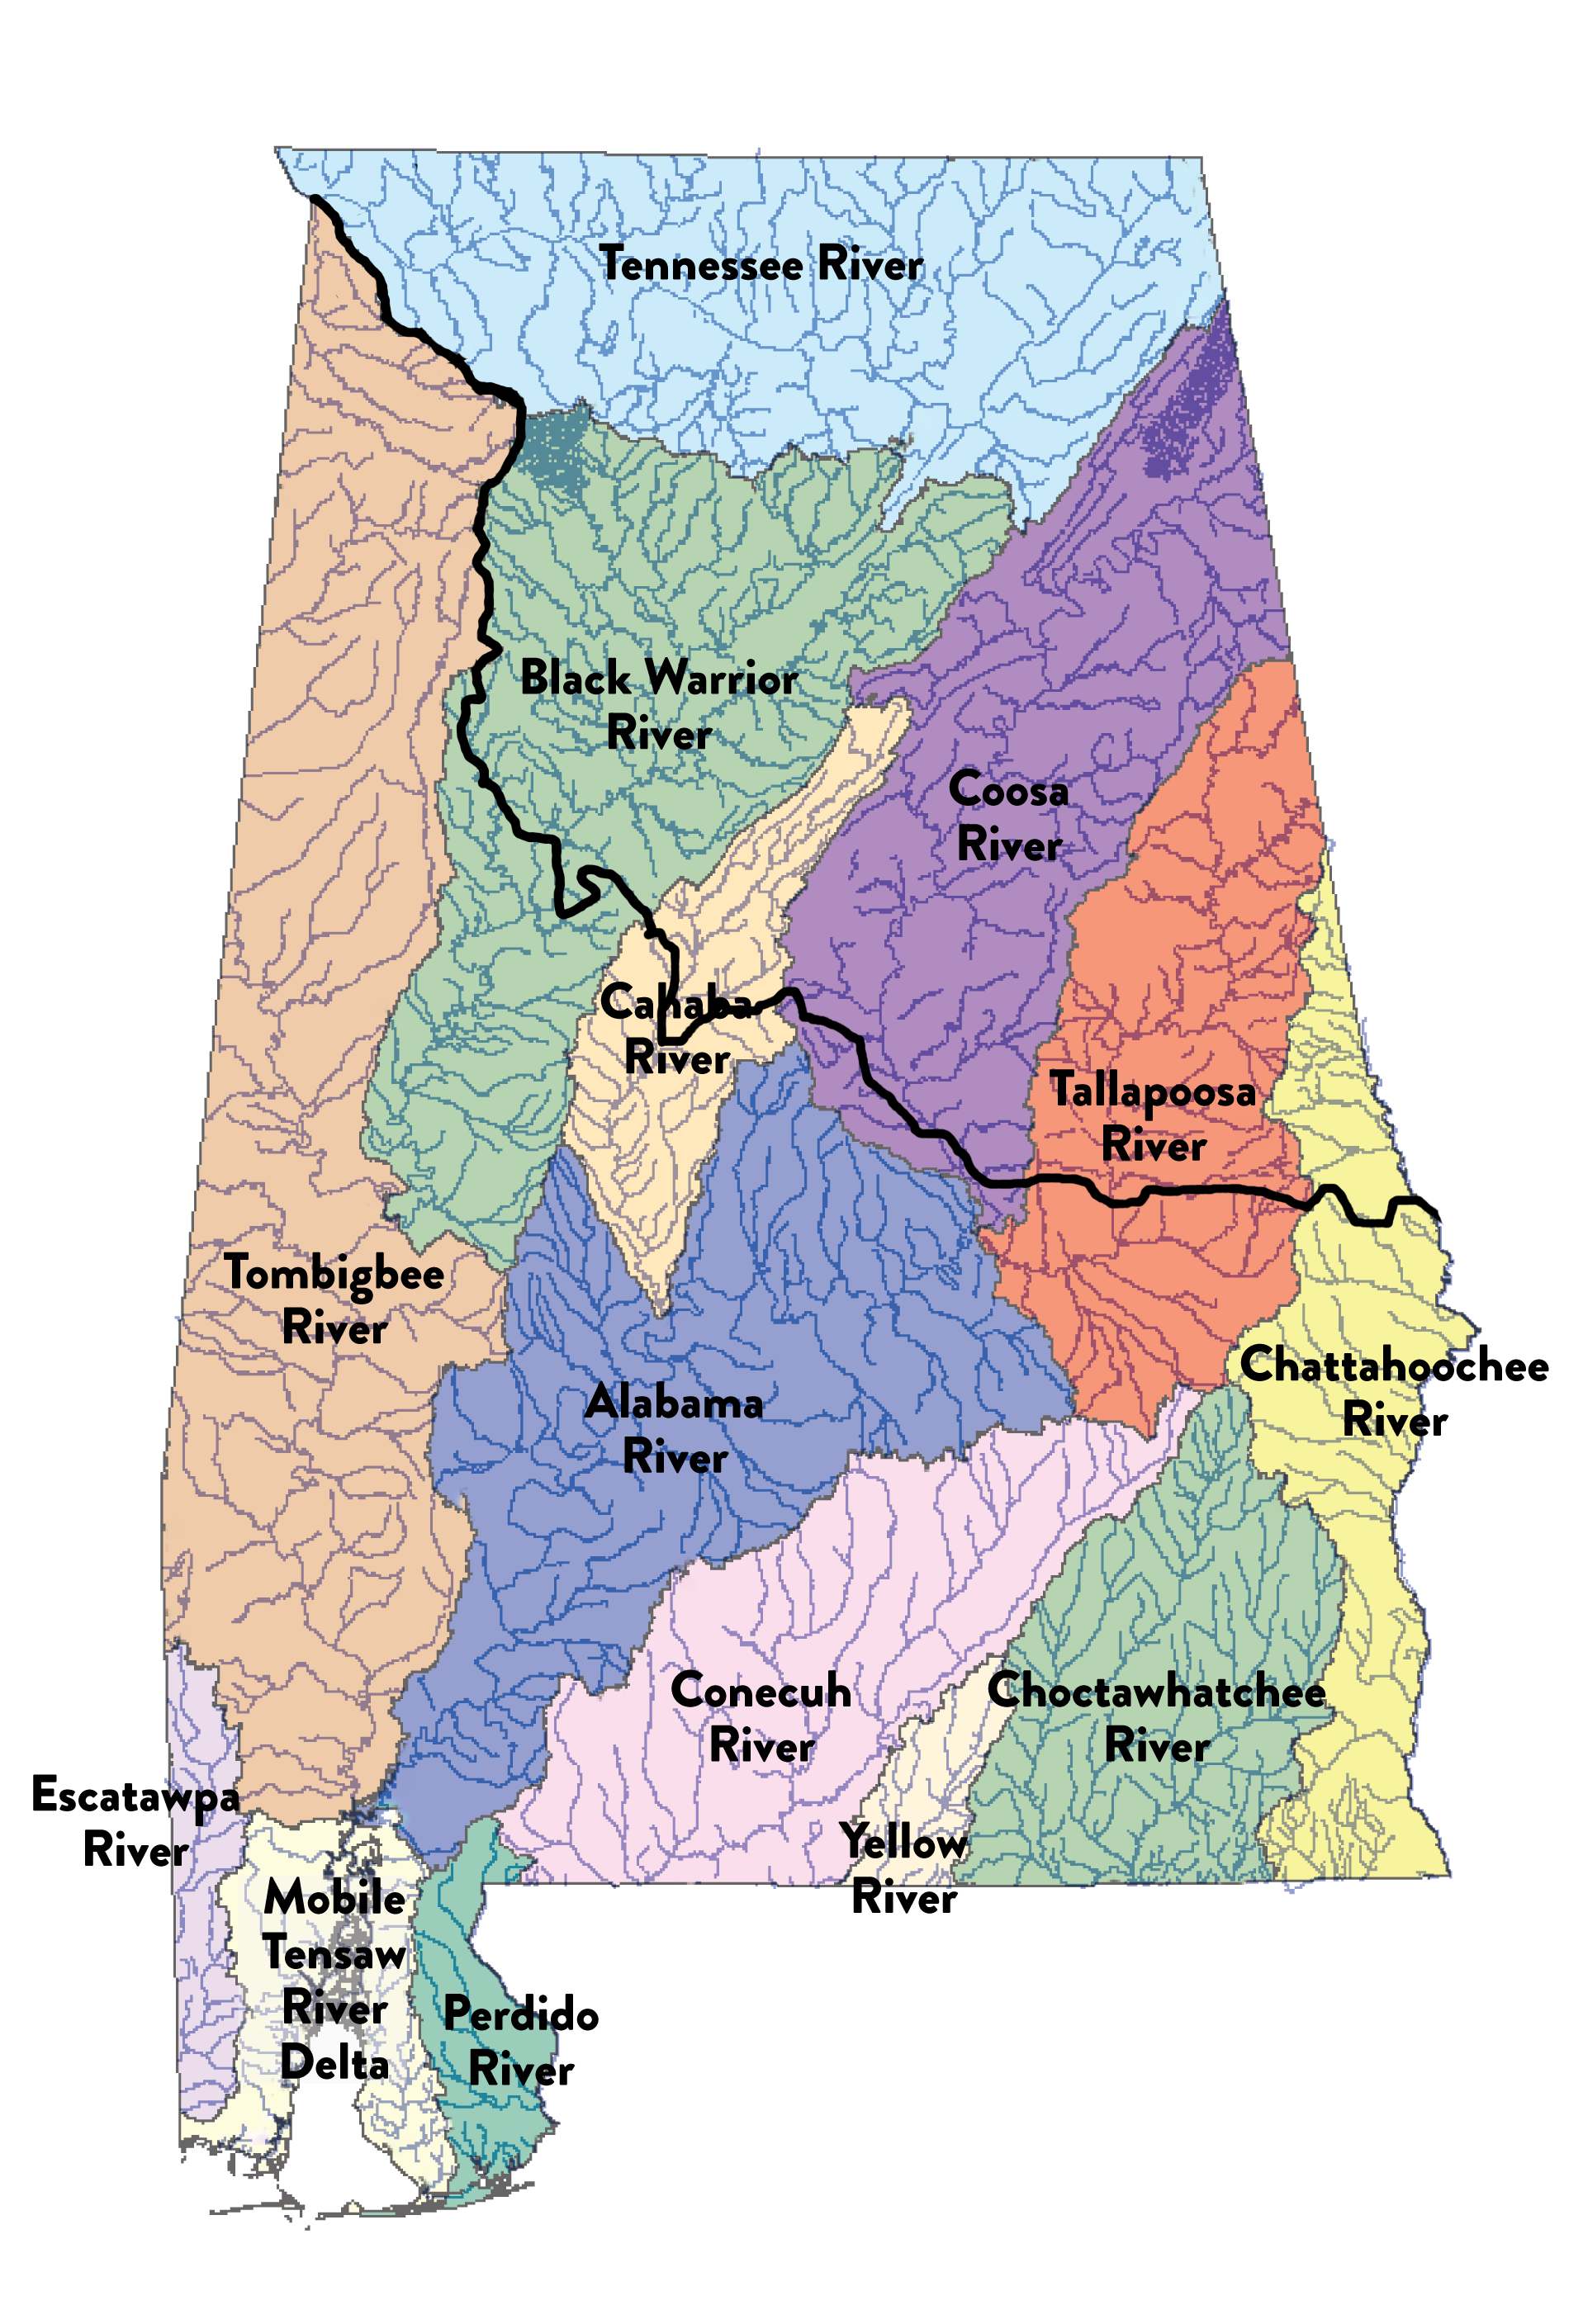 Tennessee River
Black Warrior
River
Coosa
River
Cahaba
River
Tallapoosa
River
Tombigbee
River
Chattahoochee
River
Alabama
River
Conecuh
River
Choctawhatchee
River
Escatawpa
River
Yellow
River
Mobile
Tensaw
River
Delta
Perdido
River